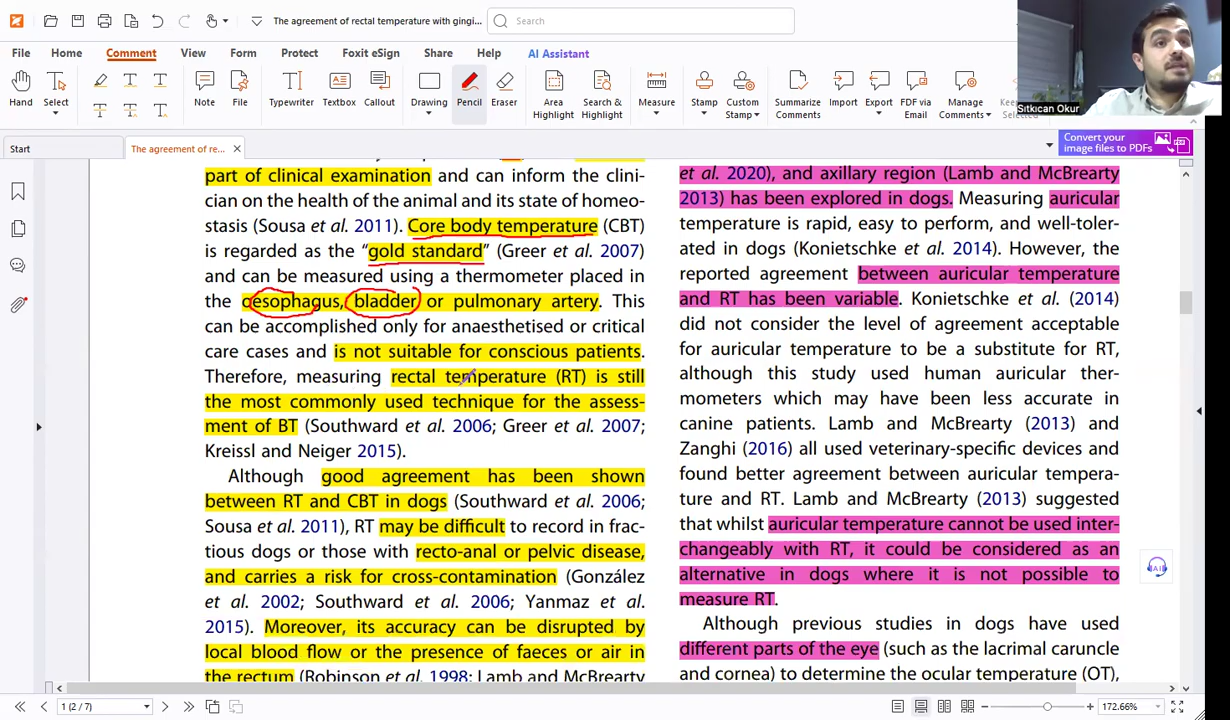 The agreement of rectal temperature with gingi...
Search
File
Home
Comment
View
Form
Protect
Foxit eSign
Share
Help
AI Assistant
Hand
Select
Note
File
Typewriter
Textbox
Callout
Drawing
Pencil
Eraser
Area
Highlight
Search &
Highlight
Measure
Stamp
Custom
Stamp
Summarize
Comments
Import
Export
FDF via
Email
Manage
Comments
Keep
Selected
Sıtkıcan Okur
Start
The agreement of re...
Convert your
image files to PDFs
part of clinical examination and can inform the clini-
cian on the health of the animal and its state of homeo-
stasis (Sousa et al. 2011). Core body temperature (CBT)
is regarded as the “gold standard” (Greer et al. 2007)
and can be measured using a thermometer placed in
the oesophagus, bladder or pulmonary artery. This
can be accomplished only for anaesthetised or critical
care cases and is not suitable for conscious patients.
Therefore, measuring rectal temperature (RT) is still
the most commonly used technique for the assess-
ment of BT (Southward et al. 2006; Greer et al. 2007;
Kreissl and Neiger 2015).
Although good agreement has been shown
between RT and CBT in dogs (Southward et al. 2006;
Sousa et al. 2011), RT may be difficult to record in frac-
tious dogs or those with recto-anal or pelvic disease,
and carries a risk for cross-contamination (González
et al. 2002; Southward et al. 2006; Yanmaz et al.
2015). Moreover, its accuracy can be disrupted by
local blood flow or the presence of faeces or air in
the rectum (Robinson et al. 1998; Lamb and McBrearty
et al. 2020), and axillary region (Lamb and McBrearty
2013) has been explored in dogs. Measuring auricular
temperature is rapid, easy to perform, and well-toler-
ated in dogs (Konietschke et al. 2014). However, the
reported agreement between auricular temperature
and RT has been variable. Konietschke et al. (2014)
did not consider the level of agreement acceptable
for auricular temperature to be a substitute for RT,
although this study used human auricular ther-
mometers which may have been less accurate in
canine patients. Lamb and McBrearty (2013) and
Zanghi (2016) all used veterinary-specific devices and
found better agreement between auricular tempera-
ture and RT. Lamb and McBrearty (2013) suggested
that whilst auricular temperature cannot be used inter-
changeably with RT, it could be considered as an
alternative in dogs where it is not possible to
measure RT.
Although previous studies in dogs have used
different parts of the eye (such as the lacrimal caruncle
and cornea) to determine the ocular temperature (OT),
1 (2 / 7)
172.66%